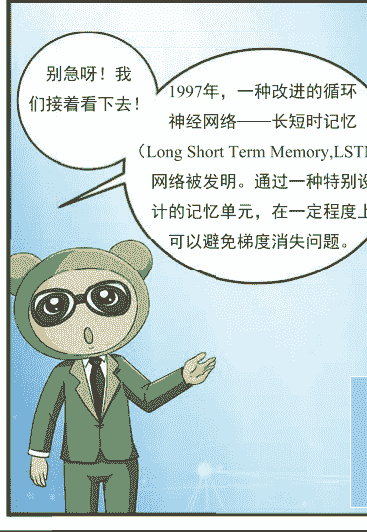 别急呀！我
们接着看下去！
1997年，一种改进的循环
神经网络——长短时记忆
（Long Short Term Memory,LST
网络被发明。通过一种特别设
计的记忆单元，在一定程度上
可以避免梯度消失问题。